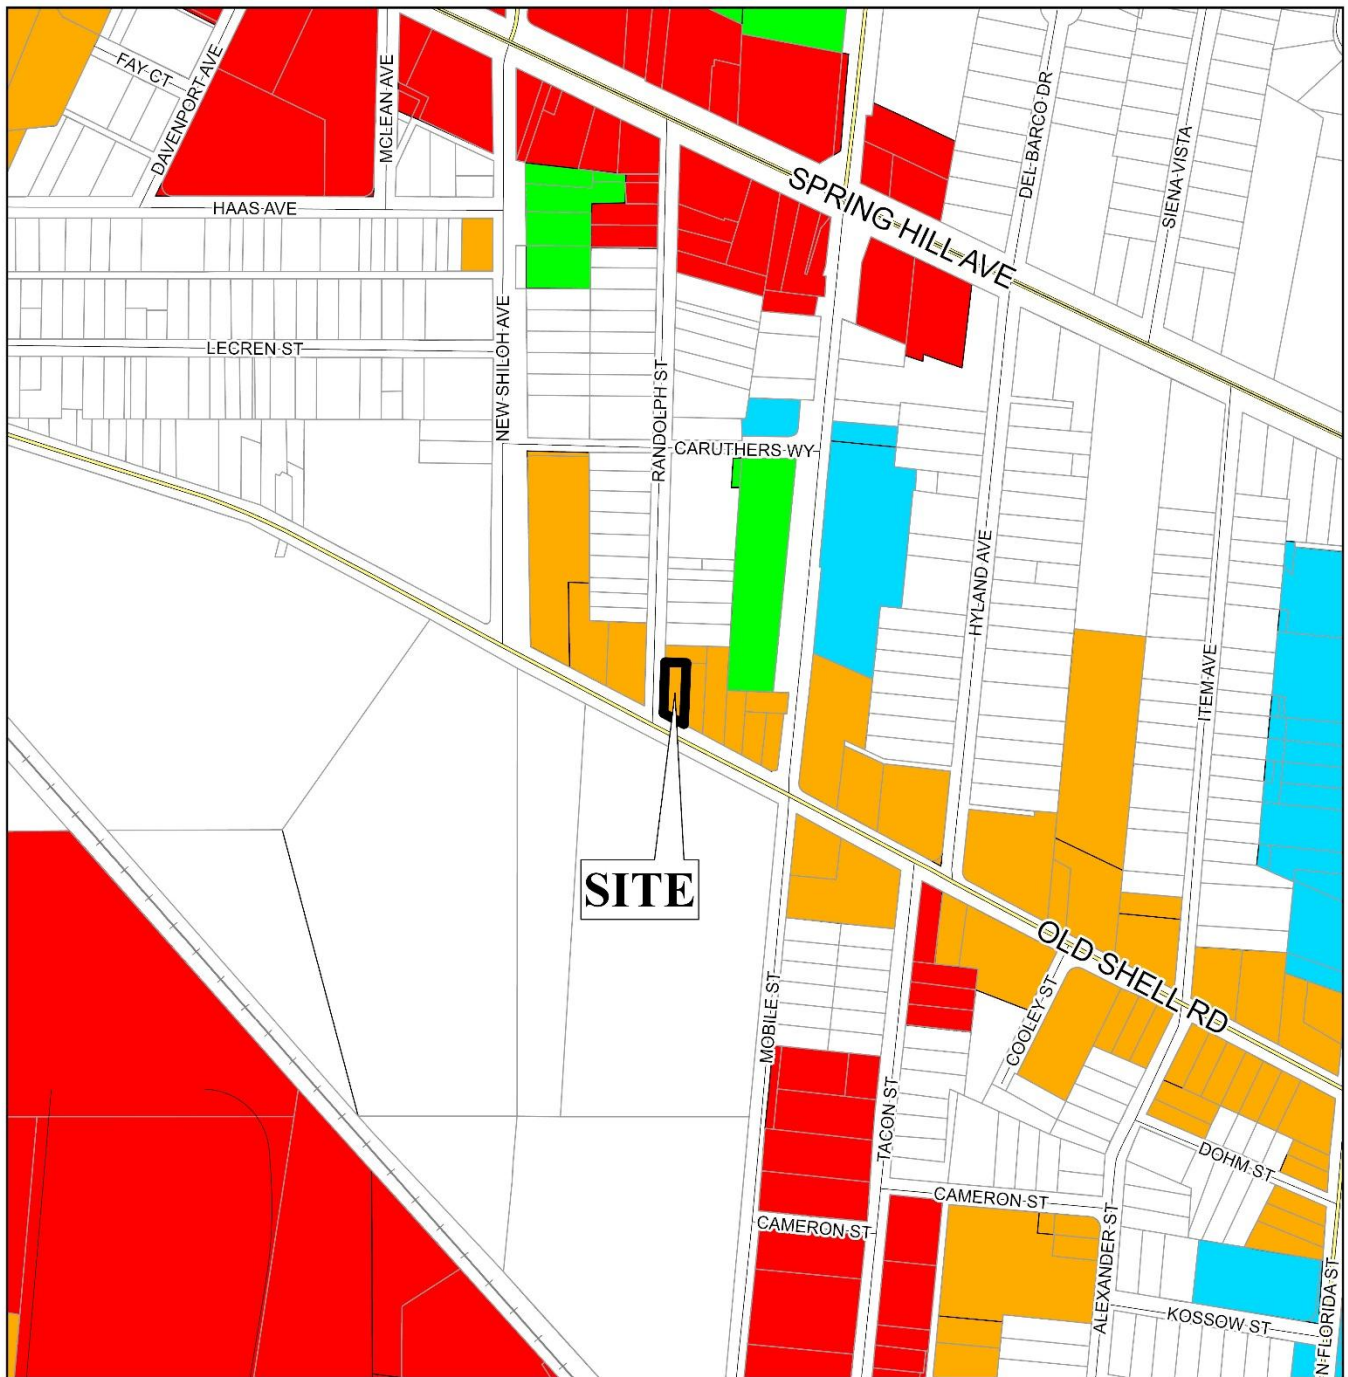 FAY CT
DAVENPORT AVE
MCLEAN AVE
HAAS AVE
SPRING HILL AVE
DEL BARCO DR
SIENA VISTA
NEW SHILOH AVE
LECREN ST
RANDOLPH ST
CARUTHERS WY
HYLAND AVE
ITEM AVE
SITE
OLD SHELL RD
MOBILE ST
COOLEY ST
TACON ST
DOHM ST
CAMERON ST
CAMERON ST
ALEXANDER ST
KOSSOW ST
N FLORIDA ST